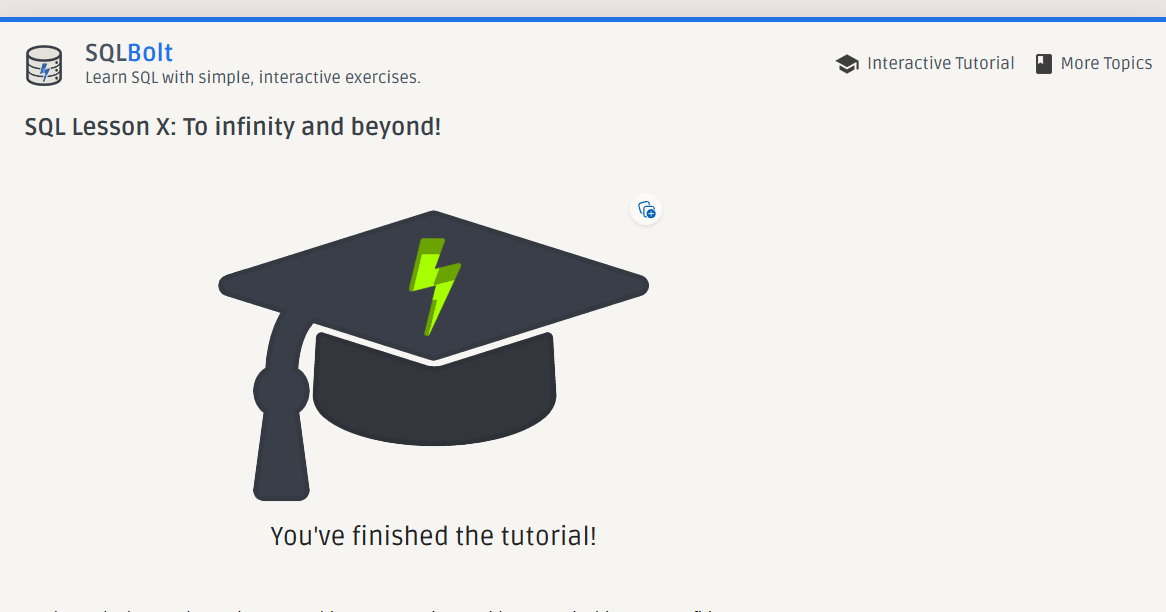 SQLBolt
Learn SQL with simple, interactive exercises.
Interactive Tutorial
More Topics
SQL Lesson X: To infinity and beyond!
You've finished the tutorial!